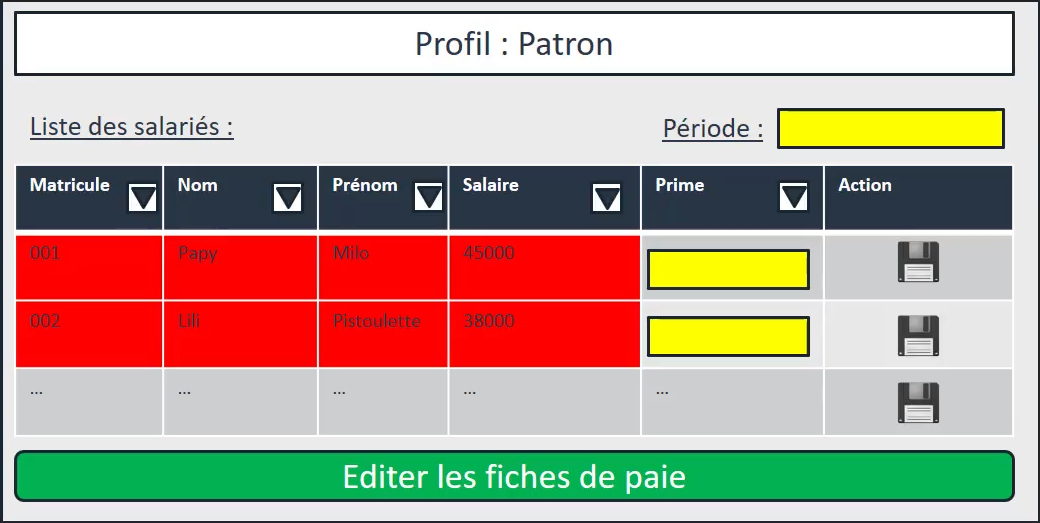 Profil : Patron
Liste des salariés :
Période :
Matricule Nom Prénom Salaire Prime Action
001 Papy Milo 45000
002 Lili Pistoulette 38000
... ... ... ... ...
Editer les fiches de paie